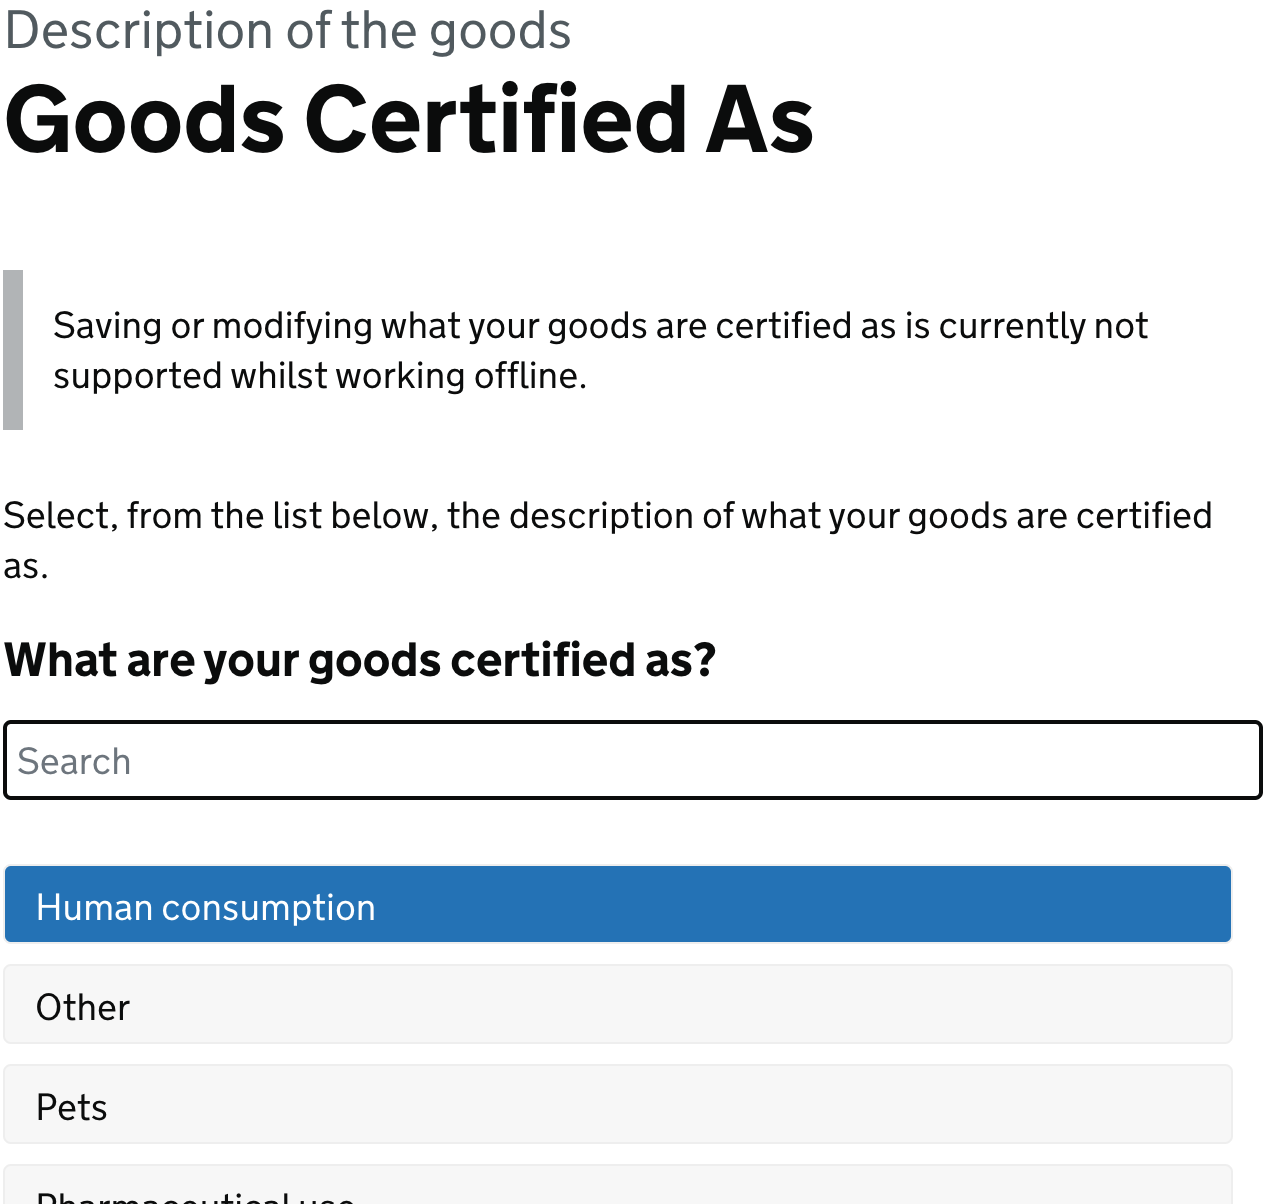 Description of the goods
Goods Certified As
Saving or modifying what your goods are certified as is currently not
supported whilst working offline.
Select, from the list below, the description of what your goods are certified
as.
What are your goods certified as?
Search
Human consumption
Other
Pets
Pharmaceutical use